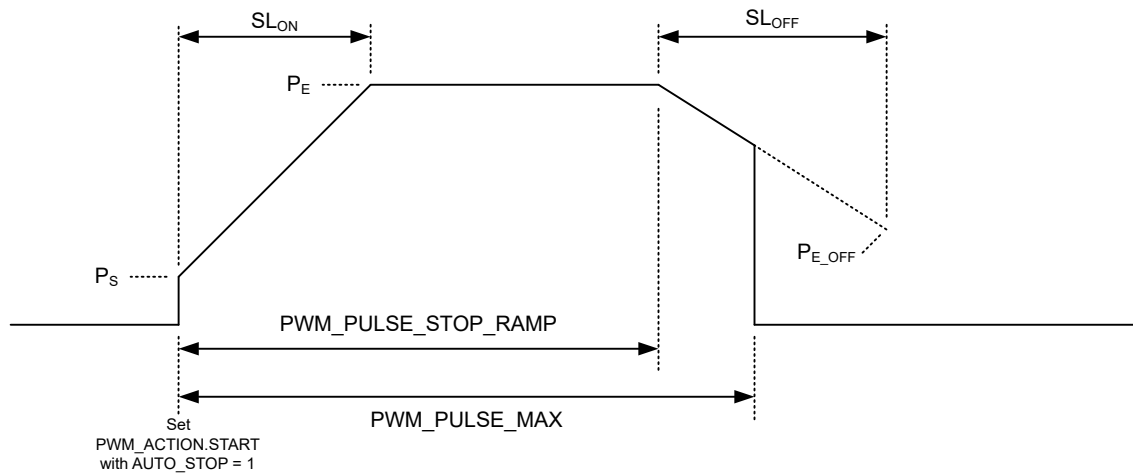 SL_ON
SL_OFF
P_E
P_S
P_E_OFF
PWM_PULSE_STOP_RAMP
PWM_PULSE_MAX
Set
PWM_ACTION.START
with AUTO_STOP = 1